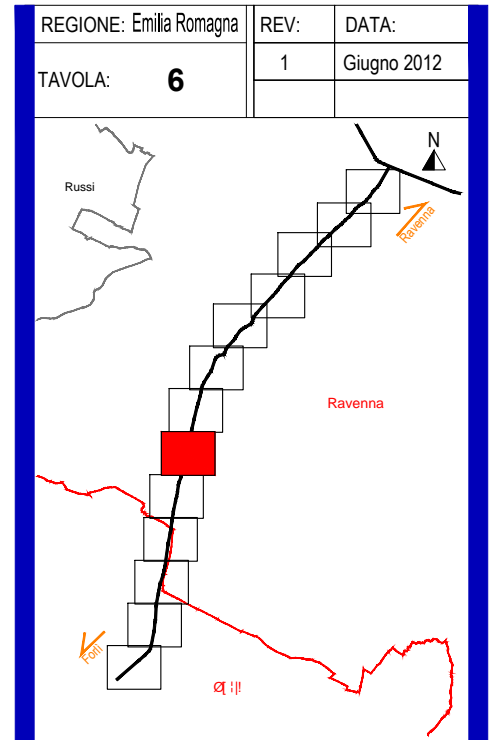 REGIONE: Emilia Romagna REV: DATA:
TAVOLA: 6 1 Giugno 2012
N
Russi
Ravenna
Ravenna
Forlì